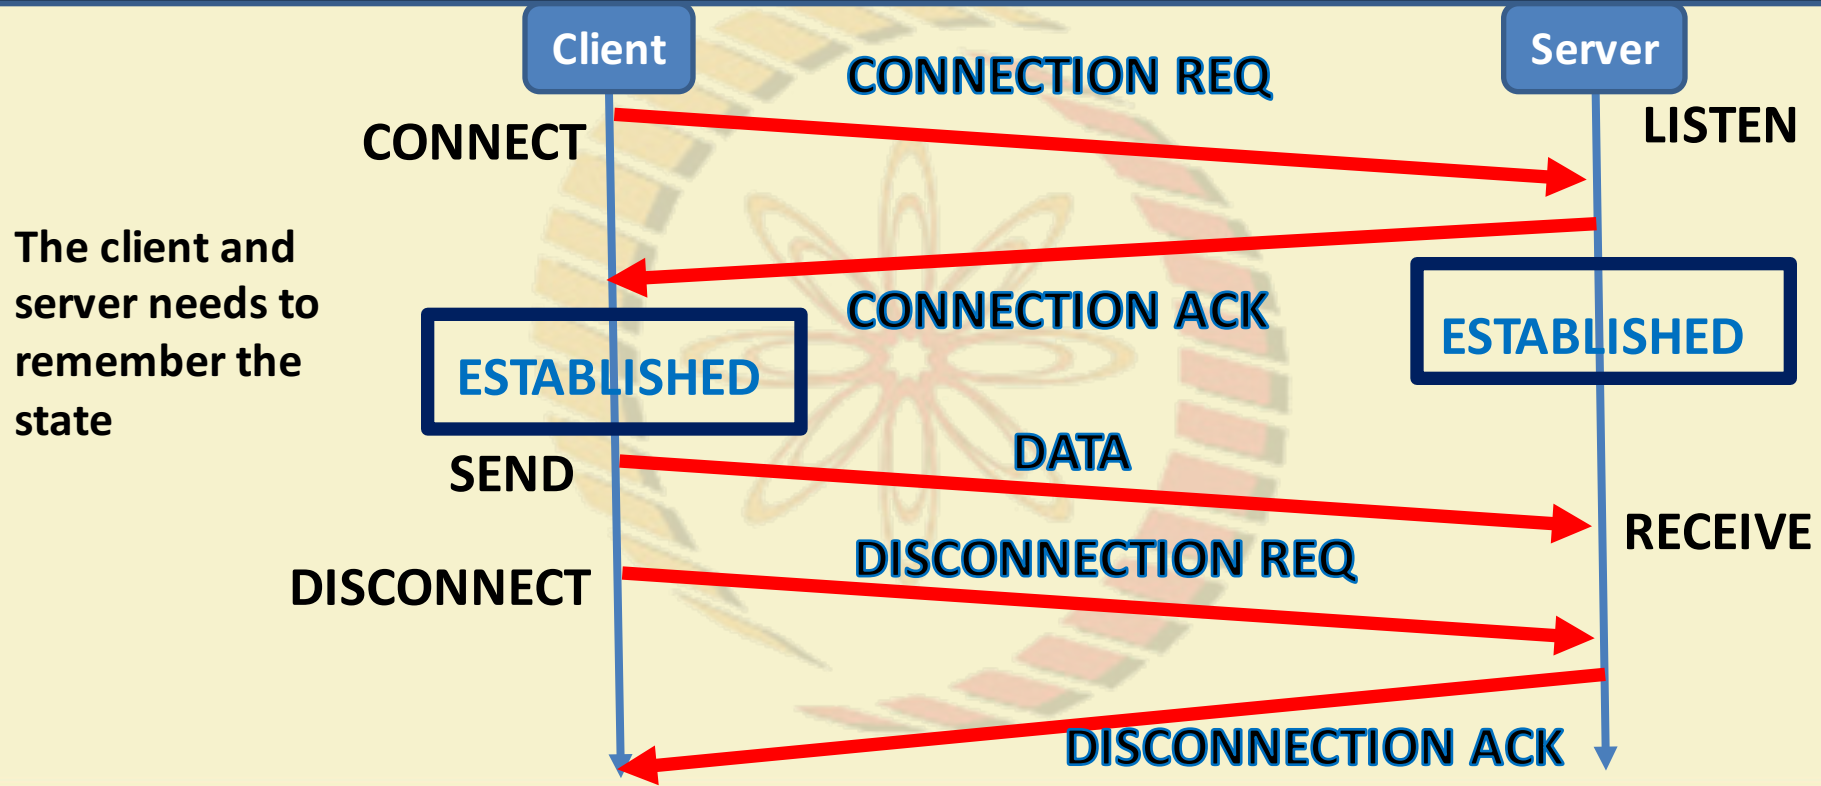 Client
Server
CONNECTION REQ
LISTEN
CONNECT
The client and
server needs to
remember the
state
CONNECTION ACK
ESTABLISHED
ESTABLISHED
DATA
SEND
RECEIVE
DISCONNECTION REQ
DISCONNECT
DISCONNECTION ACK